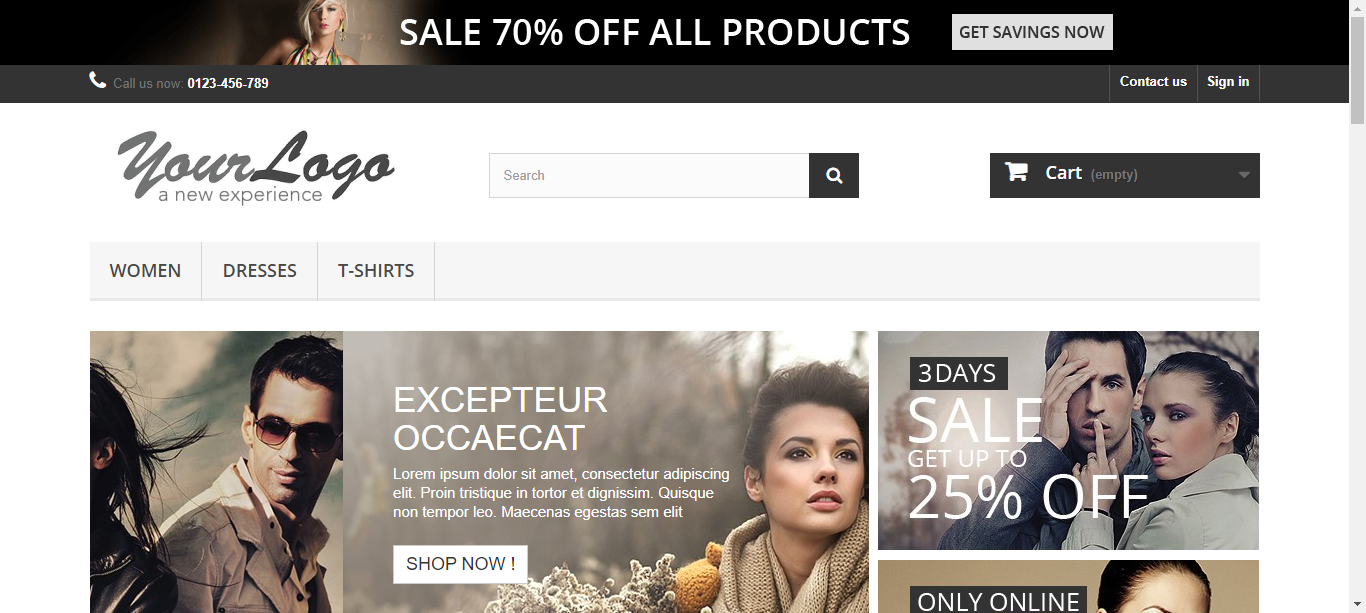 SALE 70% OFF ALL PRODUCTS
GET SAVINGS NOW
Call us now: 0123-456-789
Contact us
Sign in
YourLogo
a new experience
Search
Cart (empty)
WOMEN
DRESSES
T-SHIRTS
EXCEPTEUR
OCCAECAT
Lorem ipsum dolor sit amet, consectetur adipiscing
elit. Proin tristique in tortor et dignissim. Quisque
non tempor leo. Maecenas egestas sem elit
SHOP NOW !
3 DAYS
SALE
GET UP TO
25% OFF
ONLY ONLINE